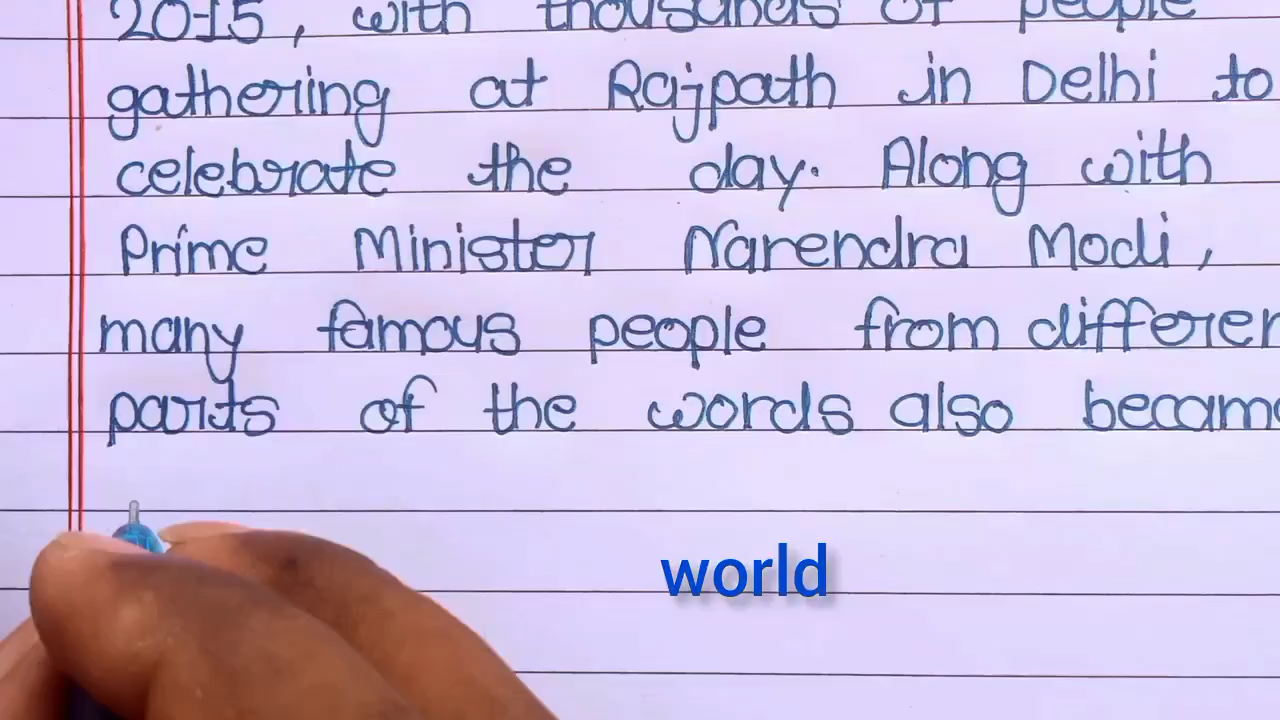 2015, with thousands of people
gathering at Rajpath in Delhi to
celebrate the day. Along with
Prime Minister Narendra Modi,
many famous people from differen
parts of the words also became
world